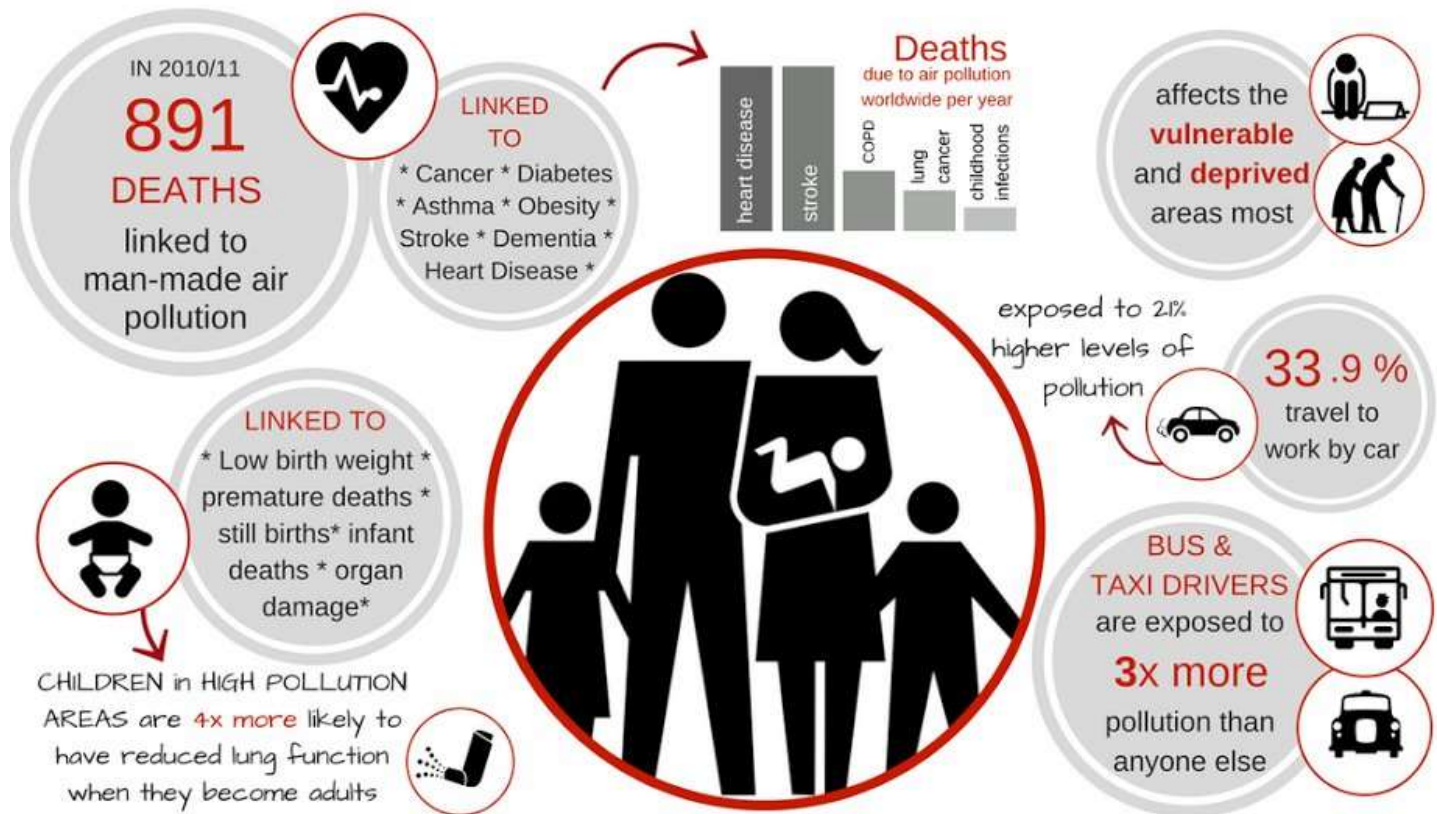 IN 2010/11
891
DEATHS
linked to
man-made air
pollution
LINKED
TO
* Cancer * Diabetes
* Asthma * Obesity *
Stroke * Dementia *
Heart Disease *
Deaths
due to air pollution
worldwide per year
heart disease
stroke
COPD
lung
cancer
childhood
infections
affects the
vulnerable
and deprived
areas most
exposed to 21%
higher levels of
pollution
33.9 %
travel to
work by car
LINKED TO
* Low birth weight *
premature deaths *
still births* infant
deaths * organ
damage*
CHILDREN in HIGH POLLUTION
AREAS are 4x more likely to
have reduced lung function
when they become adults
BUS &
TAXI DRIVERS
are exposed to
3x more
pollution than
anyone else